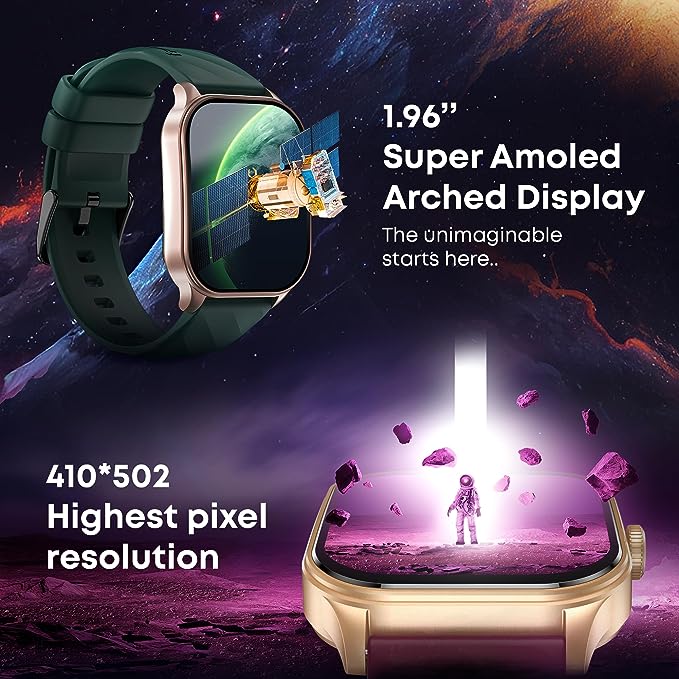 1.96”
Super Amoled
Arched Display
The unimaginable
starts here..
410*502
Highest pixel
resolution